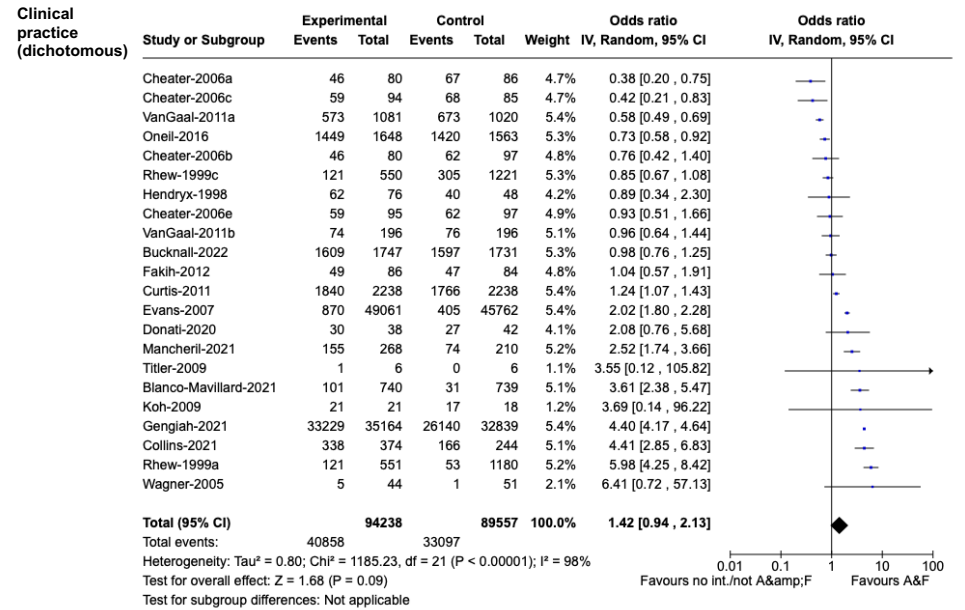 Clinical practice (dichotomous)
Experimental Control Odds ratio Odds ratio
Study or Subgroup Events Total Events Total Weight IV, Random, 95% CI IV, Random, 95% CI
Cheater-2006a 46 80 67 86 4.7% 0.38 [0.20 , 0.75]
Cheater-2006c 59 94 68 85 4.7% 0.42 [0.21 , 0.83]
VanGaal-2011a 573 1081 673 1020 5.4% 0.58 [0.49 , 0.69]
Oneil-2016 1449 1648 1420 1563 5.3% 0.73 [0.58 , 0.92]
Cheater-2006b 46 80 62 97 4.8% 0.76 [0.42 , 1.40]
Rhew-1999c 121 550 305 1221 5.3% 0.85 [0.67 , 1.08]
Hendryx-1998 62 76 40 48 4.2% 0.89 [0.34 , 2.30]
Cheater-2006e 59 95 62 97 4.9% 0.93 [0.51 , 1.66]
VanGaal-2011b 74 196 76 196 5.1% 0.96 [0.64 , 1.44]
Bucknall-2022 1609 1747 1597 1731 5.3% 0.98 [0.76 , 1.25]
Fakih-2012 49 86 47 84 4.8% 1.04 [0.57 , 1.91]
Curtis-2011 1840 2238 1766 2238 5.4% 1.24 [1.07 , 1.43]
Evans-2007 870 49061 405 45762 5.4% 2.02 [1.80 , 2.28]
Donati-2020 30 38 27 42 4.1% 2.08 [0.76 , 5.68]
Mancheril-2021 155 268 74 210 5.2% 2.52 [1.74 , 3.66]
Titler-2009 1 6 0 6 1.1% 3.55 [0.12 , 105.82]
Blanco-Mavillard-2021 101 740 31 739 5.1% 3.61 [2.38 , 5.47]
Koh-2009 21 21 17 18 1.2% 3.69 [0.14 , 96.22]
Gengiah-2021 33229 35164 26140 32839 5.4% 4.40 [4.17 , 4.64]
Collins-2021 338 374 166 244 5.1% 4.41 [2.85 , 6.83]
Rhew-1999a 121 551 53 1180 5.2% 5.98 [4.25 , 8.42]
Wagner-2005 5 44 1 51 2.1% 6.41 [0.72 , 57.13]
Total (95% CI) 94238 89557 100.0% 1.42 [0.94 , 2.13]
Total events: 40858 33097
Heterogeneity: Tau² = 0.80; Chi² = 1185.23, df = 21 (P < 0.00001); I² = 98%
Test for overall effect: Z = 1.68 (P = 0.09)
Test for subgroup differences: Not applicable
0.01 0.1 1 10 100
Favours no int./not A&amp;F Favours A&F